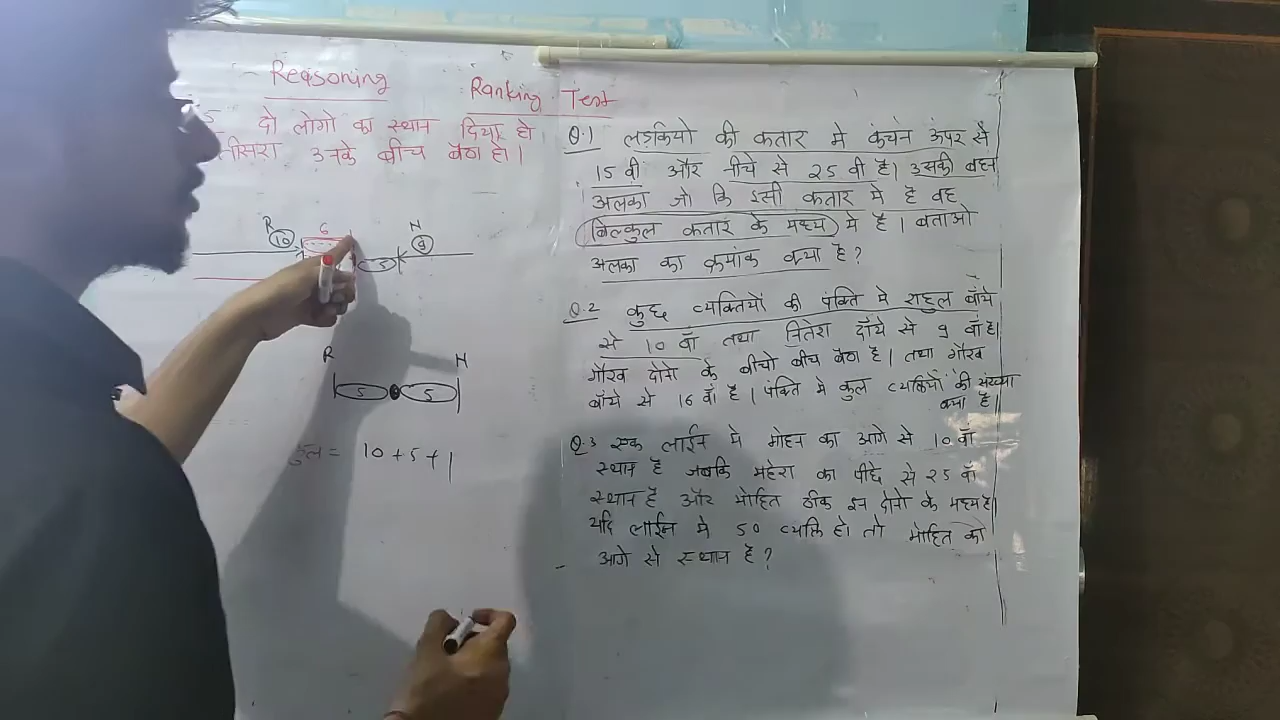 Reasoning
Ranking Test
दो लोगो का स्थान दिया हो
तीसरा उनके बीच बैठा हो।
R N
10 6 9
5
R N
5 5
कुल = 10+5+1
Q.1 लडकियो की कतार मे कंचन ऊपर से
15 वी और नीचे से 25 वी है। उसकी बहन
अलका जो कि इसी कतार मे है वह
बिल्कुल कतार के मध्य मे है। बताओ
अलका का क्रमांक क्या है?
Q.2 कुछ व्यक्तियों की पंक्ति मे राहुल बाँये
से 10 वाँ तथा नितेश दाँये से 9 वाँ है।
गौरव दोनो के बीचो बीच बैठा है। तथा गौरव
बाँये से 16 वाँ है। पंक्ति मे कुल व्यक्तियों की संख्या
क्या है।
Q.3 एक लाईन मे मोहन का आगे से 10 वाँ
स्थान है जबकि महेश का पीछे से 25 वाँ
स्थान है और मोहित ठीक इन दोनो के मध्य है।
यदि लाईन मे 50 व्यक्ति हो तो मोहित का
आगे से स्थान है?